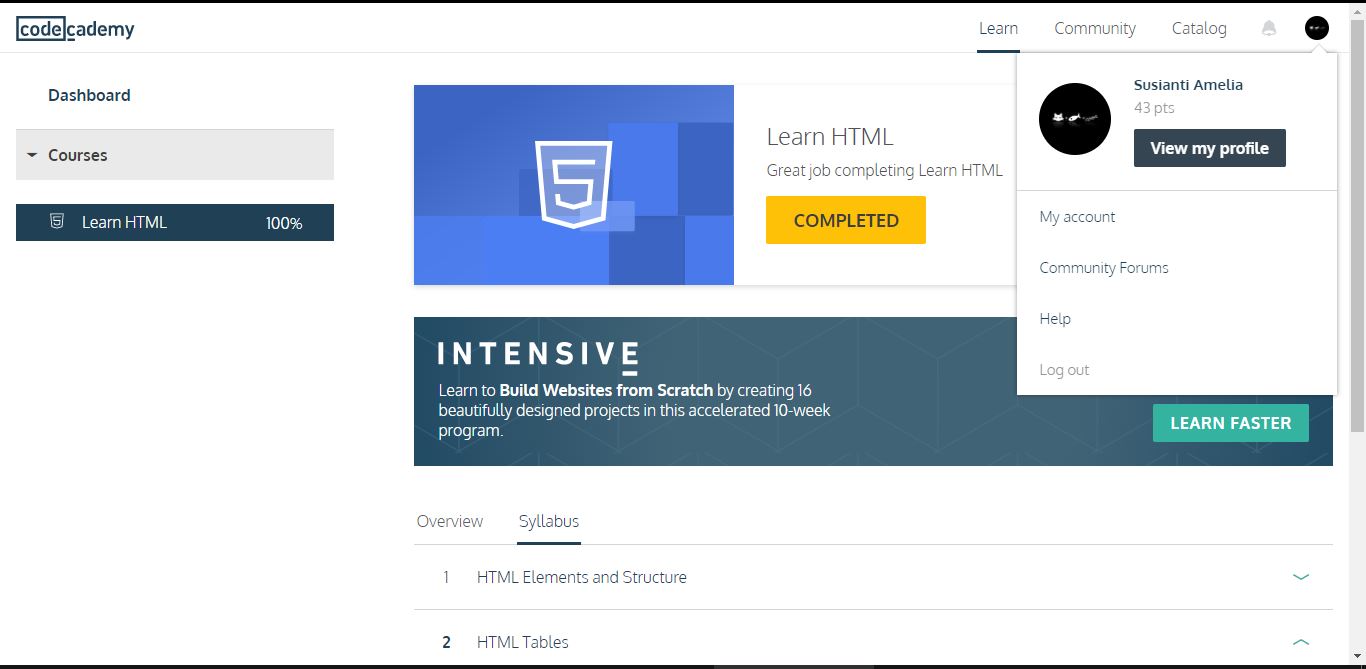 codecademy
Learn
Community
Catalog
Dashboard
Courses
Learn HTML
100%
Learn HTML
Great job completing Learn HTML
COMPLETED
Susianti Amelia
43 pts
View my profile
My account
Community Forums
Help
Log out
INTENSIVE
Learn to Build Websites from Scratch by creating 16
beautifully designed projects in this accelerated 10-week
program.
LEARN FASTER
Overview
Syllabus
1 HTML Elements and Structure
2 HTML Tables